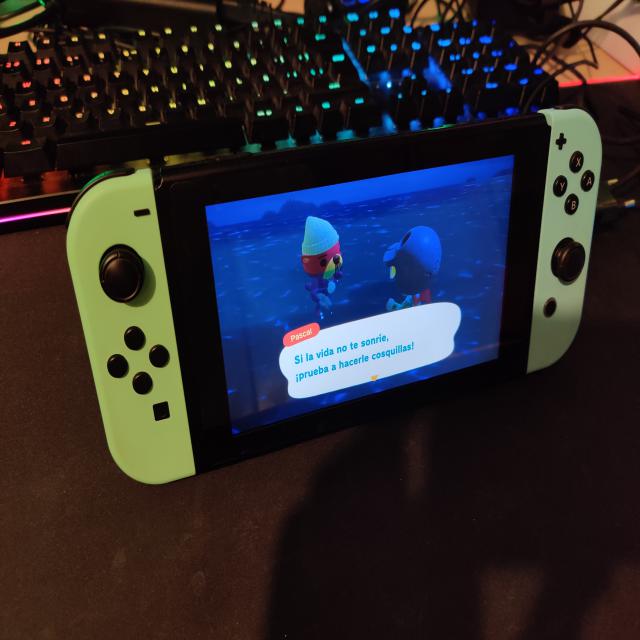 Pascal
Si la vida no te sonríe,
¡prueba a hacerle cosquillas!
X
Y
B